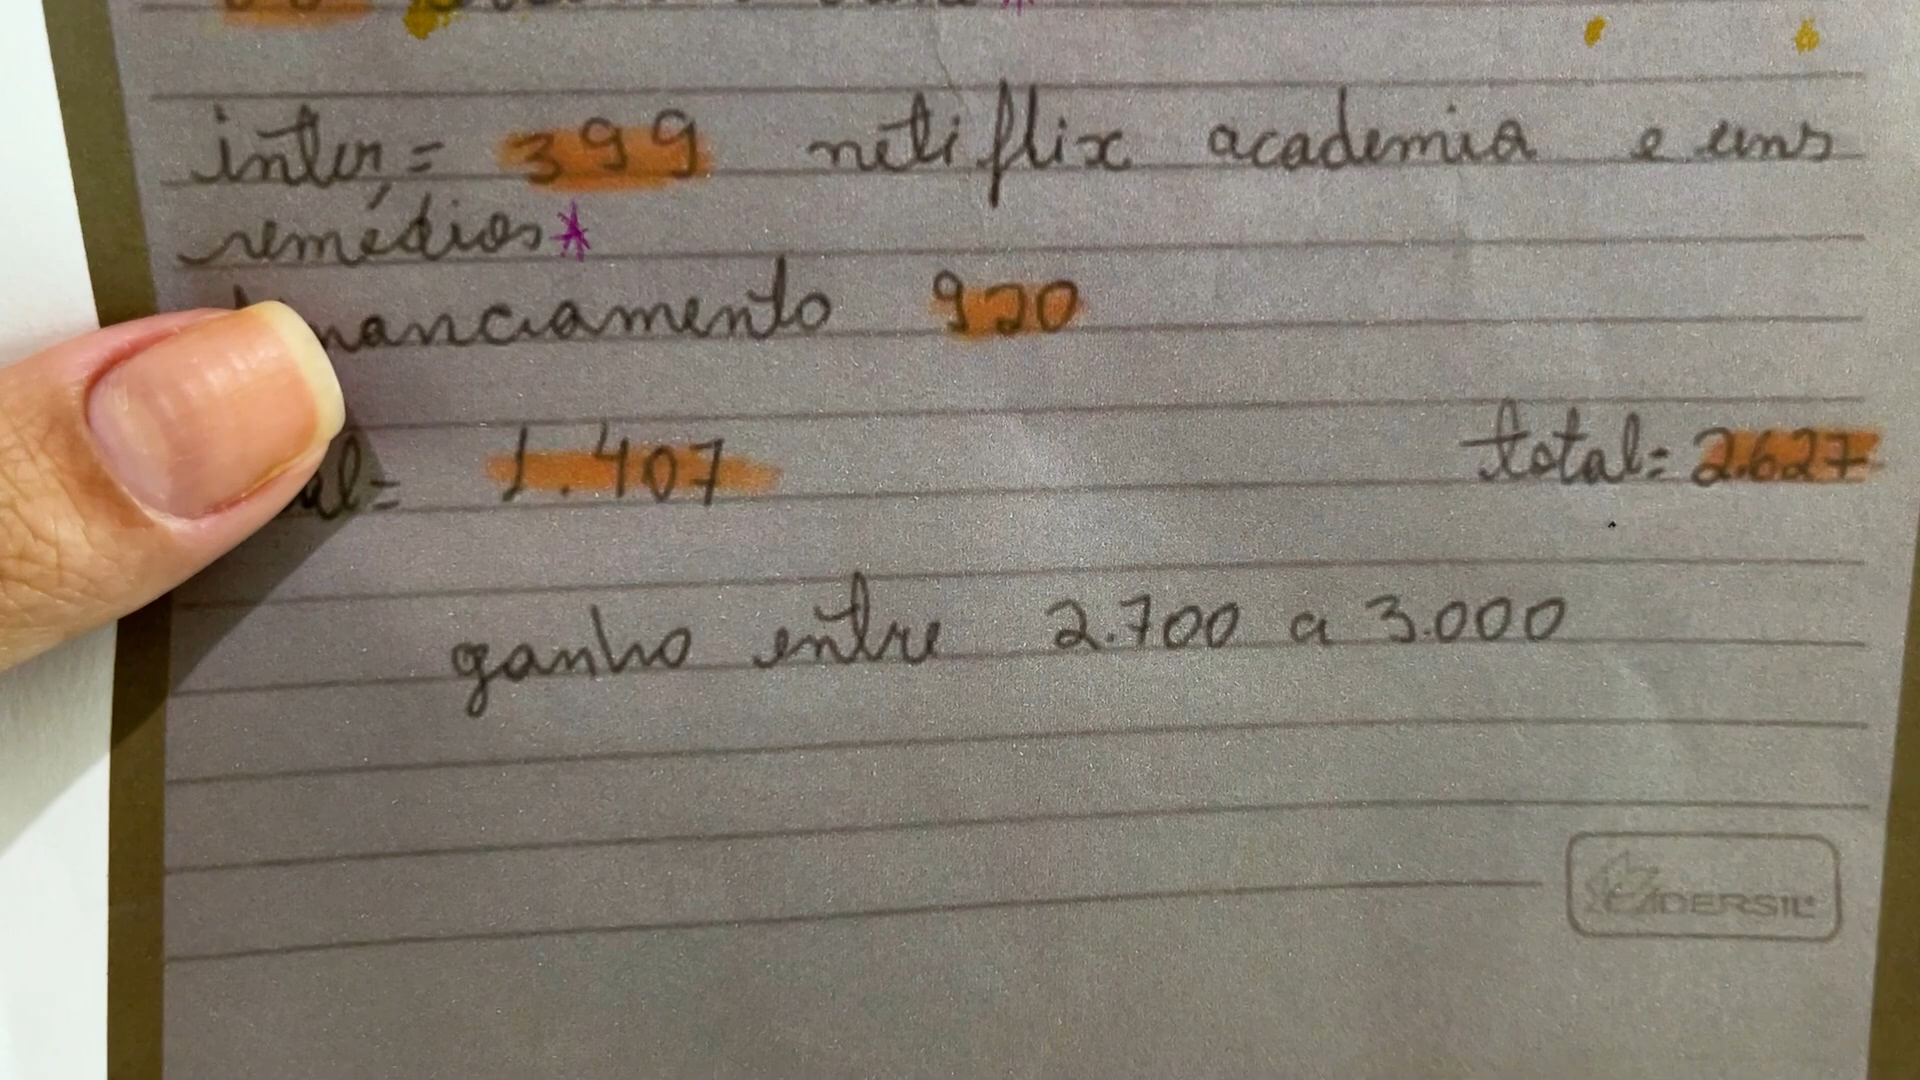 inter = 399 netiflix academia e uns
remédios*
nanciamento 920
al= 1.407 total= 2.627
ganho entre 2.700 a 3.000
DERSIL